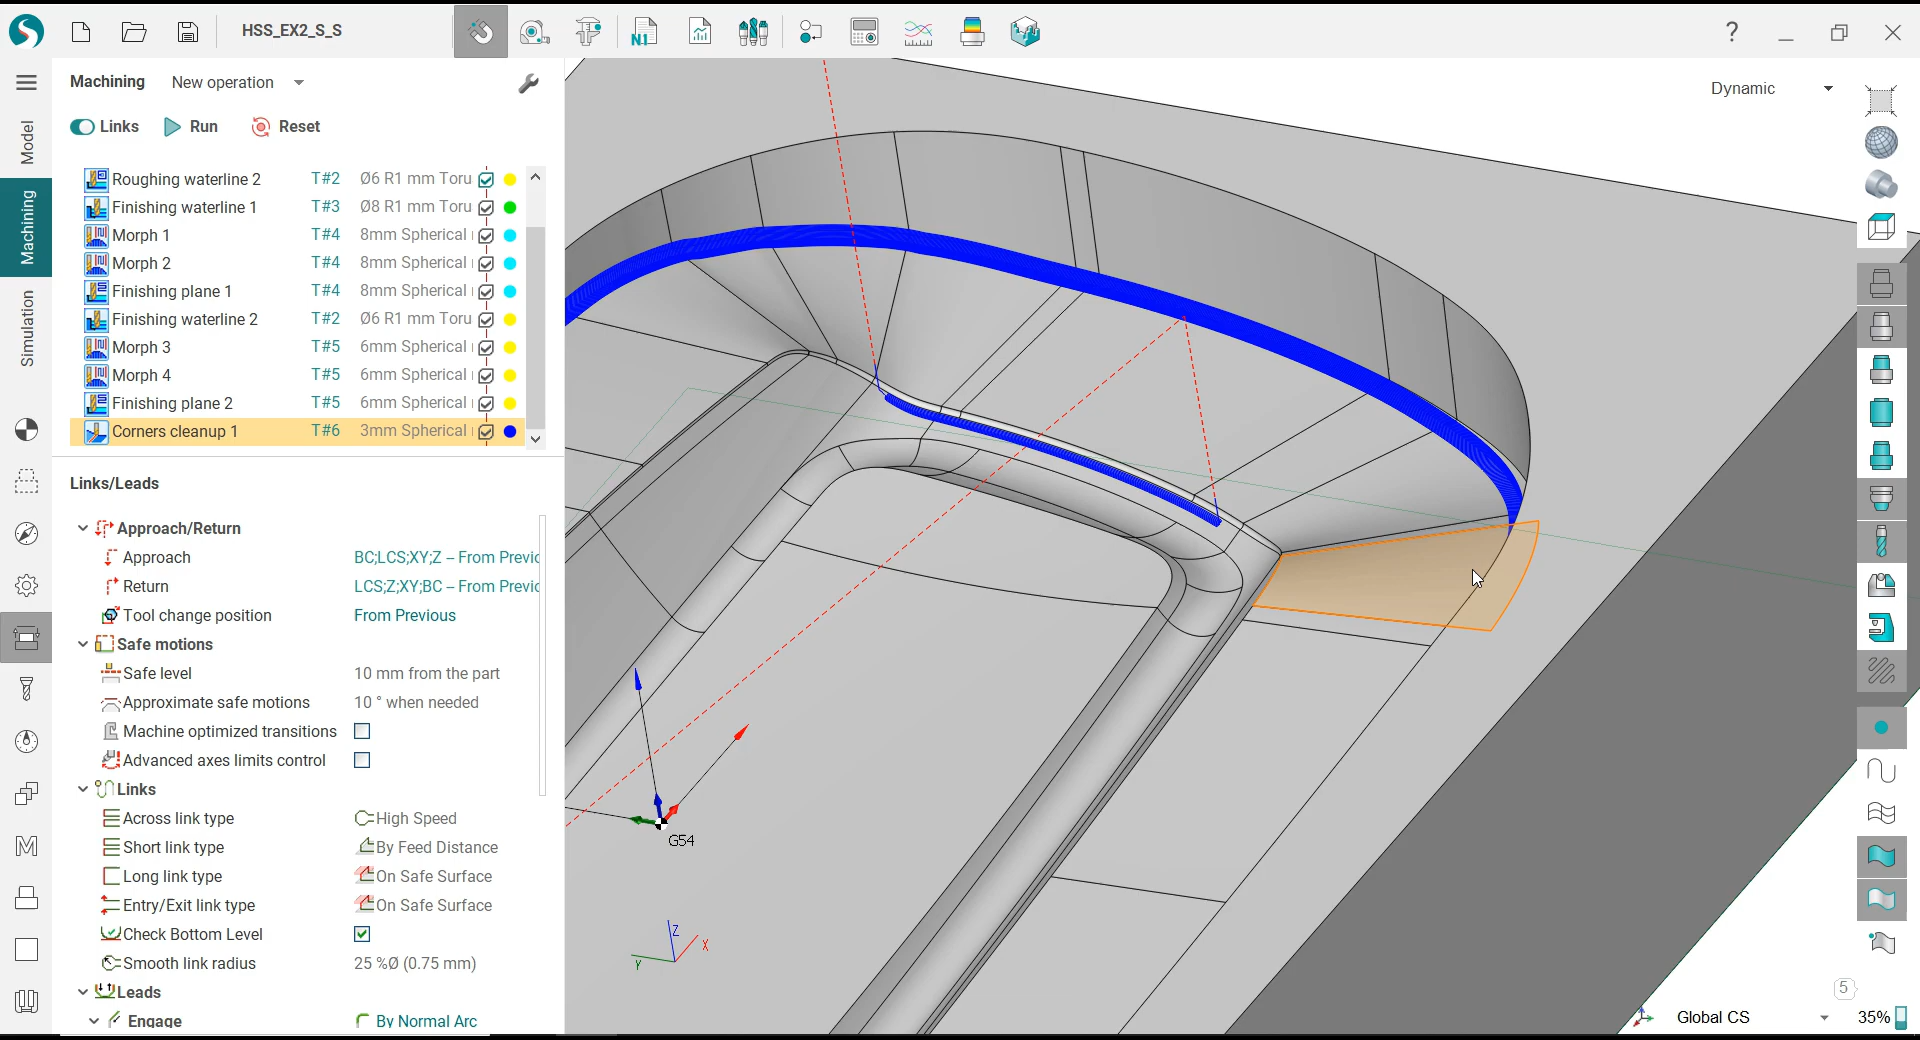 HSS_EX2_S_S
N1
?
Machining New operation
Dynamic
Links Run Reset
Model
Machining
Simulation
Roughing waterline 2 T#2 Ø6 R1 mm Toru
Finishing waterline 1 T#3 Ø8 R1 mm Toru
Morph 1 T#4 8mm Spherical
Morph 2 T#4 8mm Spherical
Finishing plane 1 T#4 8mm Spherical
Finishing waterline 2 T#2 Ø6 R1 mm Toru
Morph 3 T#5 6mm Spherical
Morph 4 T#5 6mm Spherical
Finishing plane 2 T#5 6mm Spherical
Corners cleanup 1 T#6 3mm Spherical
Links/Leads
Approach/Return
Approach BC;LCS;XY;Z – From Previc
Return LCS;Z;XY;BC – From Previc
Tool change position From Previous
Safe motions
Safe level 10 mm from the part
Approximate safe motions 10 ° when needed
Machine optimized transitions
Advanced axes limits control
Links
Across link type High Speed
Short link type By Feed Distance
Long link type On Safe Surface
Entry/Exit link type On Safe Surface
Check Bottom Level
Smooth link radius 25 %Ø (0.75 mm)
Leads
Engage By Normal Arc
G54
Z
X
Y
5
Global CS 35%